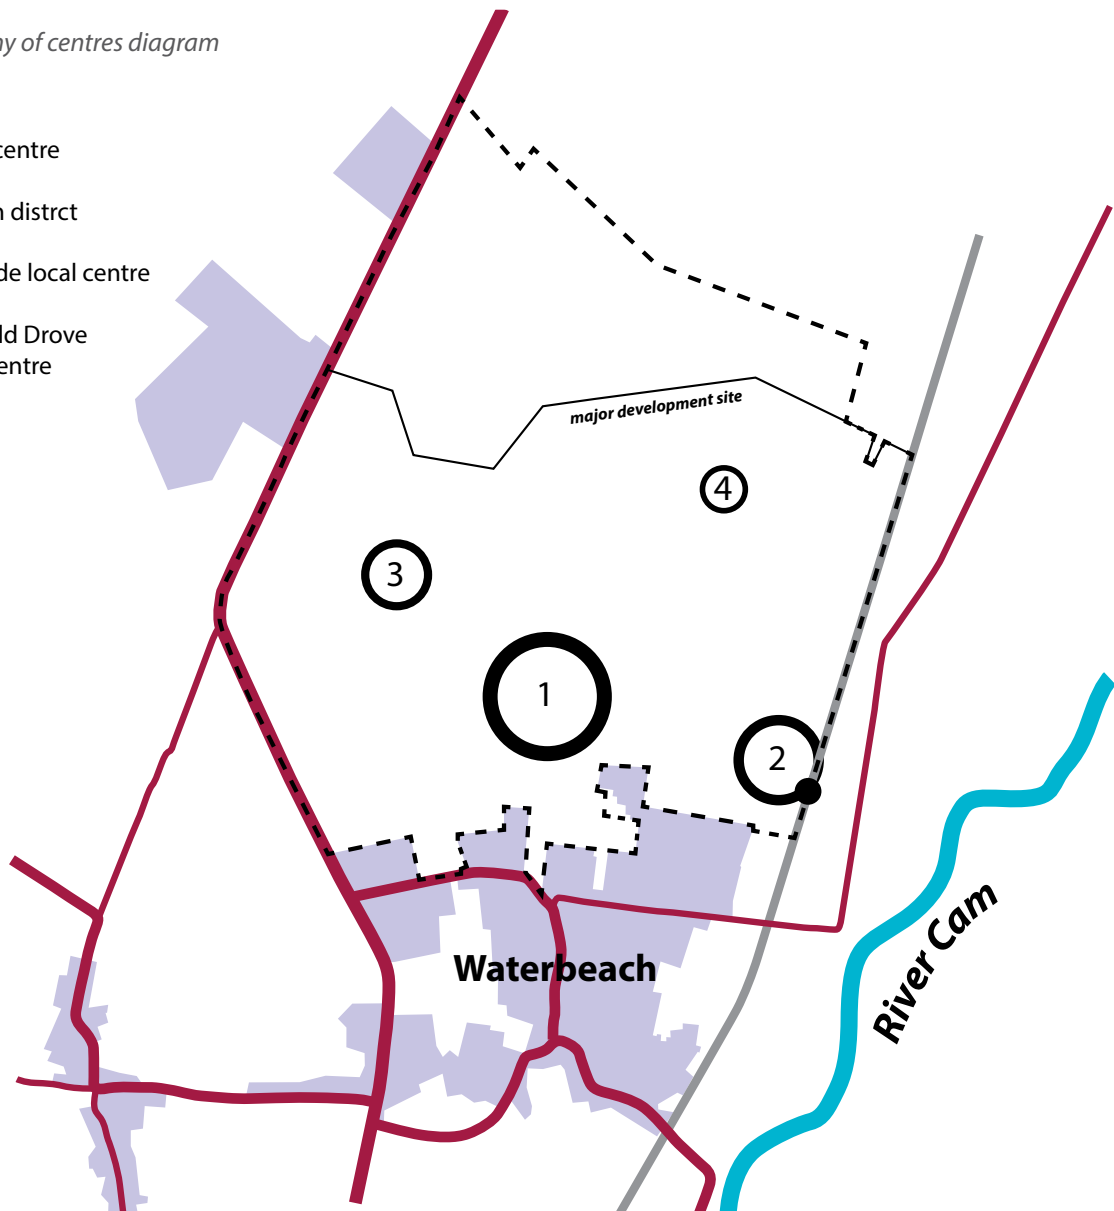 ny of centres diagram
centre
n distrct
de local centre
ld Drove
entre
major development site
4
3
1
2
Waterbeach
River Cam